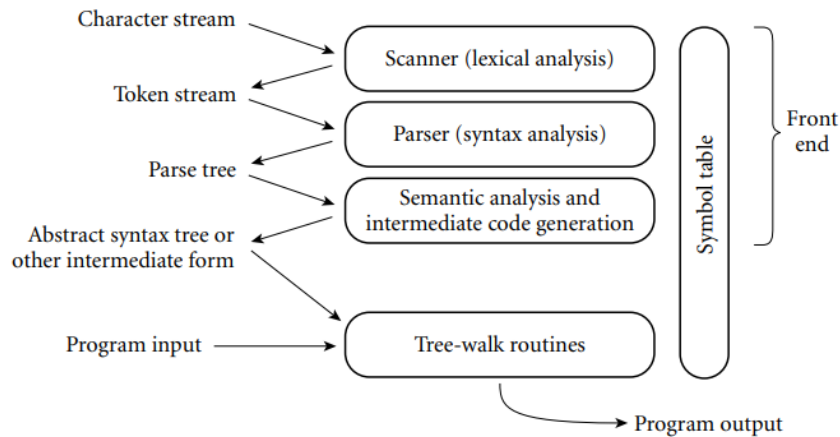 Character stream
Scanner (lexical analysis)
Token stream
Parser (syntax analysis)
Parse tree
Semantic analysis and
intermediate code generation
Abstract syntax tree or
other intermediate form
Program input
Tree-walk routines
Program output
Symbol table
Front
end